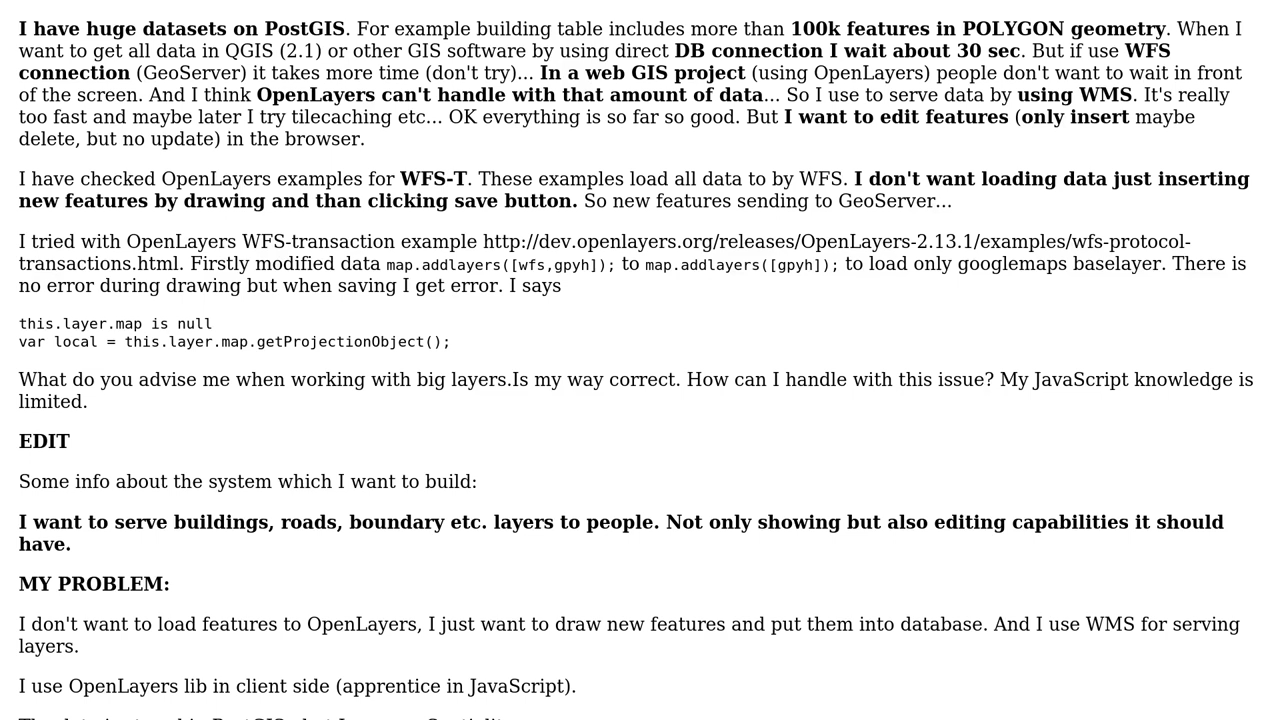 I have huge datasets on PostGIS. For example building table includes more than 100k features in POLYGON geometry. When I
want to get all data in QGIS (2.1) or other GIS software by using direct DB connection I wait about 30 sec. But if use WFS
connection (GeoServer) it takes more time (don't try)... In a web GIS project (using OpenLayers) people don't want to wait in front
of the screen. And I think OpenLayers can't handle with that amount of data... So I use to serve data by using WMS. It's really
too fast and maybe later I try tilecaching etc... OK everything is so far so good. But I want to edit features (only insert maybe
delete, but no update) in the browser.
I have checked OpenLayers examples for WFS-T. These examples load all data to by WFS. I don't want loading data just inserting
new features by drawing and than clicking save button. So new features sending to GeoServer...
I tried with OpenLayers WFS-transaction example http://dev.openlayers.org/releases/OpenLayers-2.13.1/examples/wfs-protocol-
transactions.html. Firstly modified data map.addlayers([wfs,gpyh]); to map.addlayers([gpyh]); to load only googlemaps baselayer. There is
no error during drawing but when saving I get error. I says
this.layer.map is null
var local = this.layer.map.getProjectionObject();
What do you advise me when working with big layers.Is my way correct. How can I handle with this issue? My JavaScript knowledge is
limited.
EDIT
Some info about the system which I want to build:
I want to serve buildings, roads, boundary etc. layers to people. Not only showing but also editing capabilities it should
have.
MY PROBLEM:
I don't want to load features to OpenLayers, I just want to draw new features and put them into database. And I use WMS for serving
layers.
I use OpenLayers lib in client side (apprentice in JavaScript).